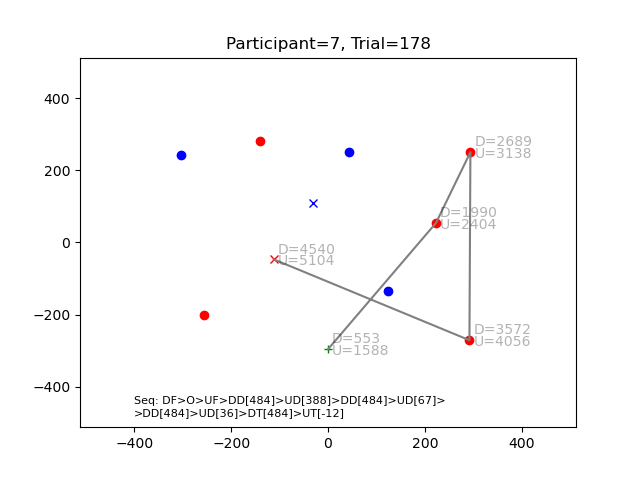 Participant=7, Trial=178
400
200
0
−200
−400
−400
−200
0
200
400
D=2689
U=3138
D=1990
U=2404
D=4540
U=5104
D=3572
U=4056
D=553
U=1588
Seq: DF>O>UF>DD[484]>UD[388]>DD[484]>UD[67]>
>DD[484]>UD[36]>DT[484]>UT[-12]